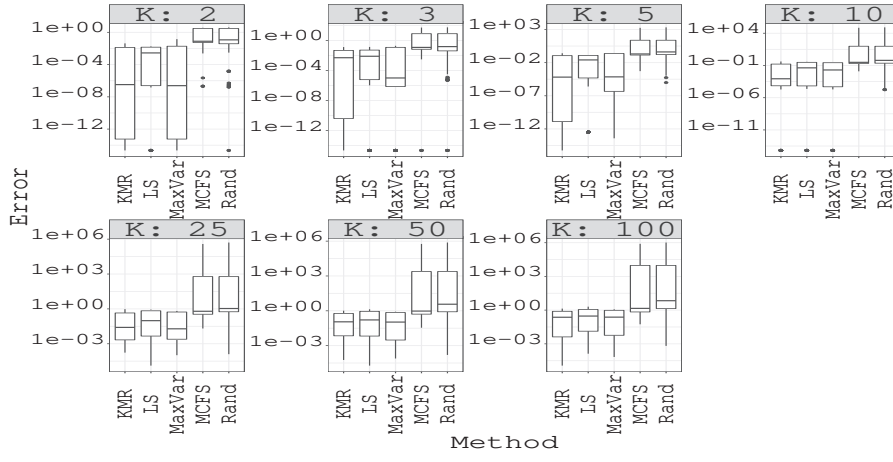 K: 2
K: 3
K: 5
K: 10
1e+00
1e-04
1e-08
1e-12
1e+00
1e-04
1e-08
1e-12
1e+03
1e-02
1e-07
1e-12
1e+04
1e-01
1e-06
1e-11
KMR
LS
MaxVar
MCFS
Rand
KMR
LS
MaxVar
MCFS
Rand
KMR
LS
MaxVar
MCFS
Rand
KMR
LS
MaxVar
MCFS
Rand
Error
K: 25
K: 50
K: 100
1e+06
1e+03
1e+00
1e-03
1e+06
1e+03
1e+00
1e-03
1e+06
1e+03
1e+00
1e-03
KMR
LS
MaxVar
MCFS
Rand
KMR
LS
MaxVar
MCFS
Rand
KMR
LS
MaxVar
MCFS
Rand
Method